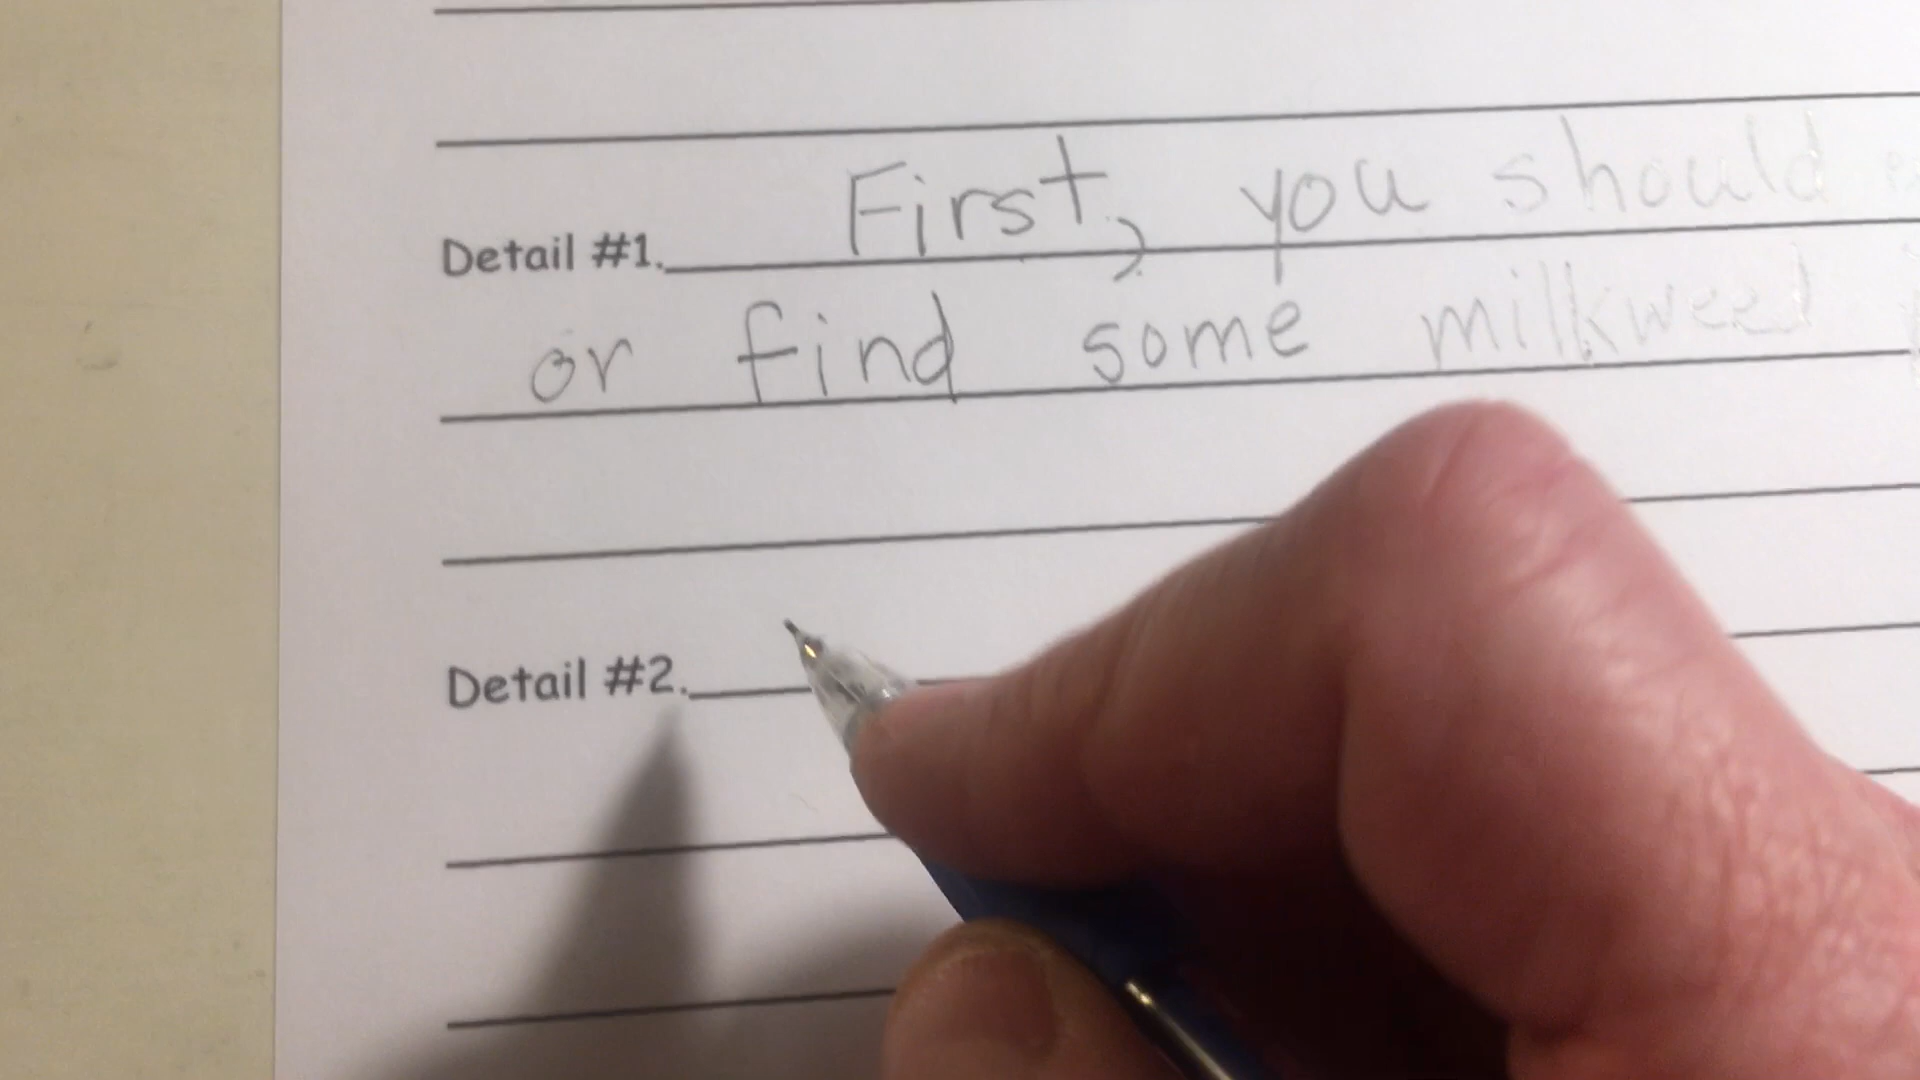 Detail #1. First, you should
or find some milkweed
Detail #2.